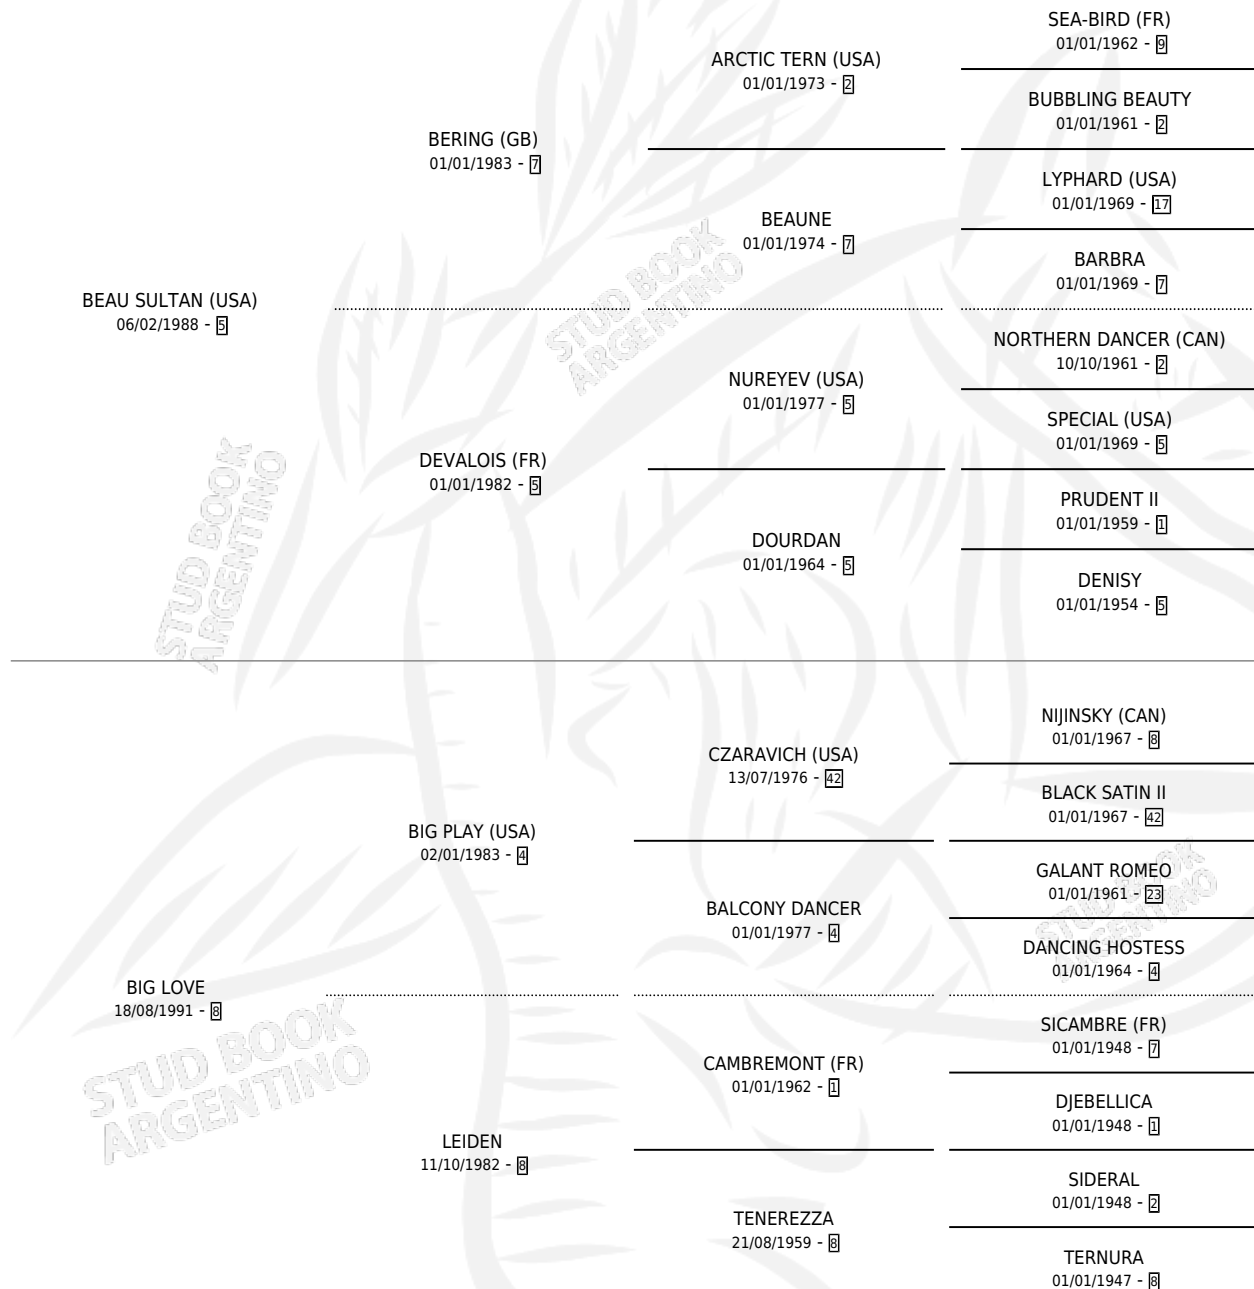 SEA-BIRD (FR)
01/01/1962 - 9
ARCTIC TERN (USA)
01/01/1973 - 2
BUBBLING BEAUTY
01/01/1961 - 2
BERING (GB)
01/01/1983 - 7
LYPHARD (USA)
01/01/1969 - 17
BEAUNE
01/01/1974 - 7
BARBRA
01/01/1969 - 7
BEAU SULTAN (USA)
06/02/1988 - 5
NORTHERN DANCER (CAN)
10/10/1961 - 2
NUREYEV (USA)
01/01/1977 - 5
SPECIAL (USA)
01/01/1969 - 5
DEVALOIS (FR)
01/01/1982 - 5
PRUDENT II
01/01/1959 - 1
DOURDAN
01/01/1964 - 5
DENISY
01/01/1954 - 5
NIJINSKY (CAN)
01/01/1967 - 8
CZARAVICH (USA)
13/07/1976 - 42
BLACK SATIN II
01/01/1967 - 42
BIG PLAY (USA)
02/01/1983 - 4
GALANT ROMEO
01/01/1961 - 23
BALCONY DANCER
01/01/1977 - 4
DANCING HOSTESS
01/01/1964 - 4
BIG LOVE
18/08/1991 - 8
SICAMBRE (FR)
01/01/1948 - 7
CAMBREMONT (FR)
01/01/1962 - 1
DJEBELLICA
01/01/1948 - 1
LEIDEN
11/10/1982 - 8
SIDERAL
01/01/1948 - 2
TENEREZZA
21/08/1959 - 8
TERNURA
01/01/1947 - 8
STUD BOOK
ARGENTINO
STUD BOOK
ARGENTINO
STUD BOOK
ARGENTINO
STUD BOOK
ARGENTINO